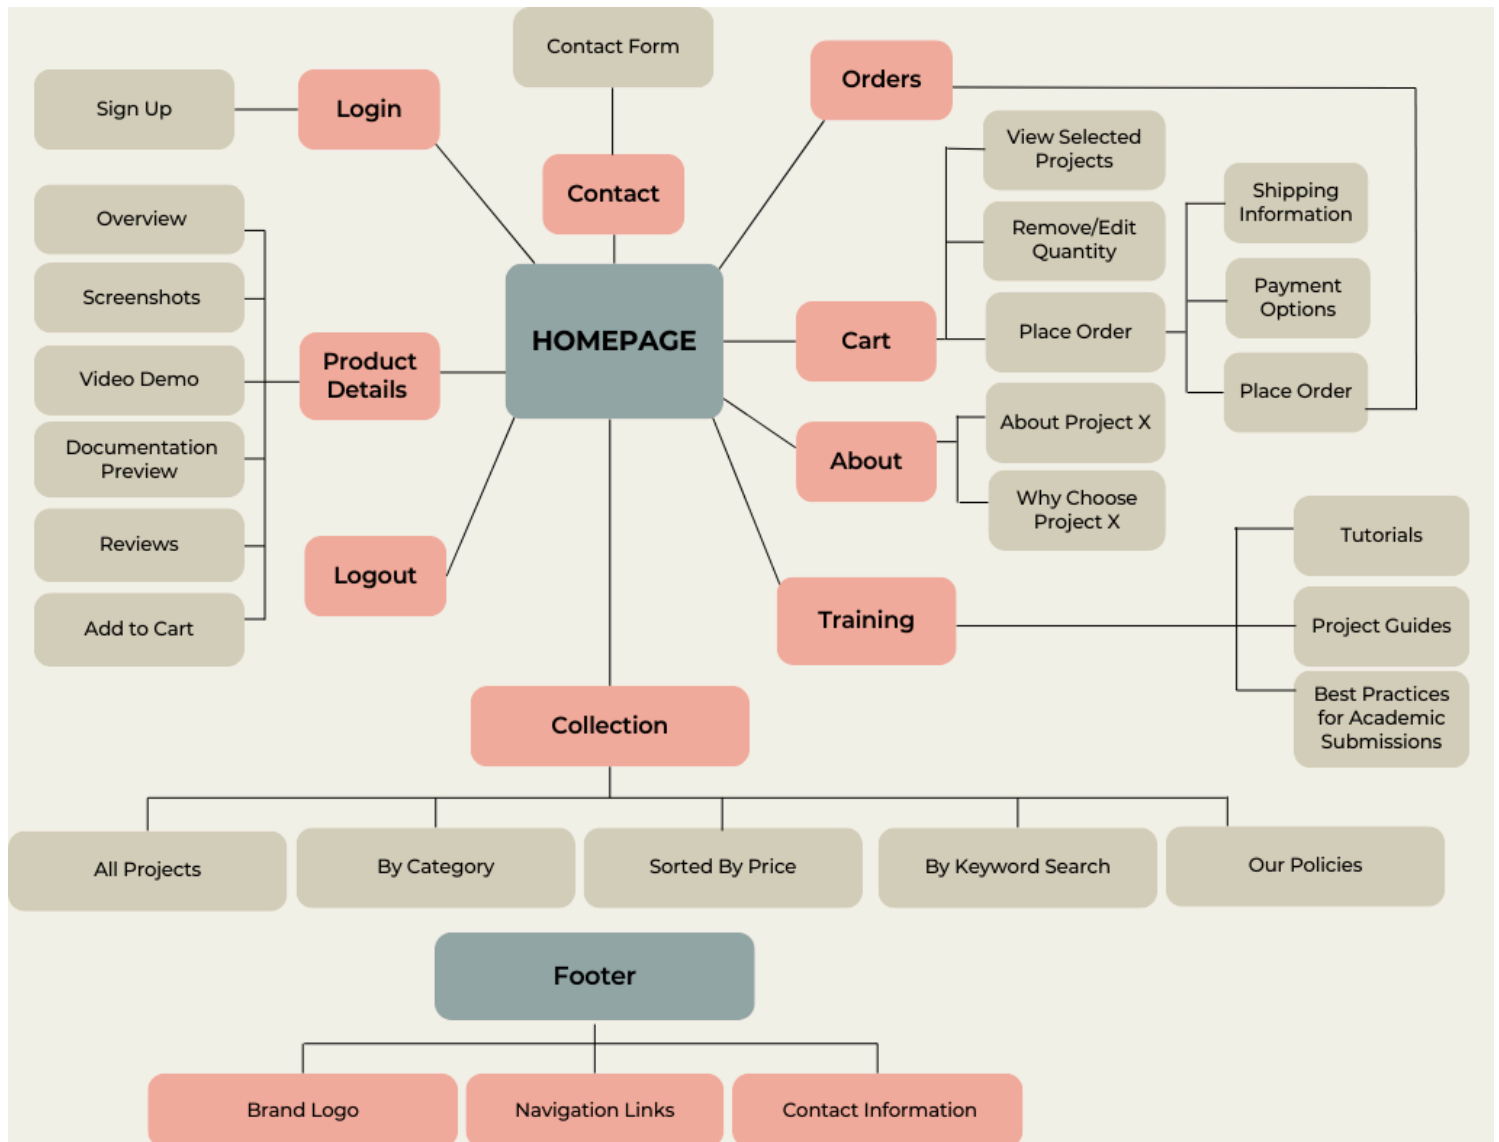 Contact Form
Orders
Sign Up
Login
View Selected
Projects
Contact
Shipping
Information
Overview
Remove/Edit
Quantity
Screenshots
Payment
Options
HOMEPAGE
Cart
Place Order
Product
Details
Video Demo
Place Order
About Project X
Documentation
Preview
About
Why Choose
Project X
Reviews
Tutorials
Logout
Training
Project Guides
Add to Cart
Best Practices
for Academic
Submissions
Collection
All Projects
By Category
Sorted By Price
By Keyword Search
Our Policies
Footer
Brand Logo
Navigation Links
Contact Information